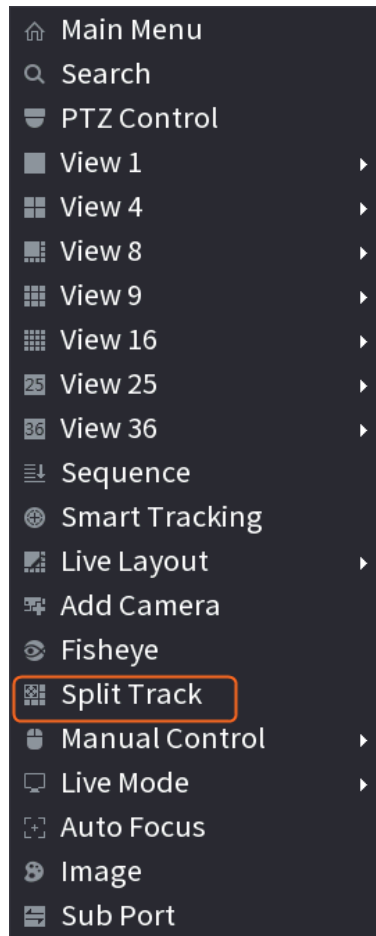 Main Menu
Search
PTZ Control
View 1
View 4
View 8
View 9
View 16
25 View 25
36 View 36
Sequence
Smart Tracking
Live Layout
Add Camera
Fisheye
Split Track
Manual Control
Live Mode
Auto Focus
Image
Sub Port